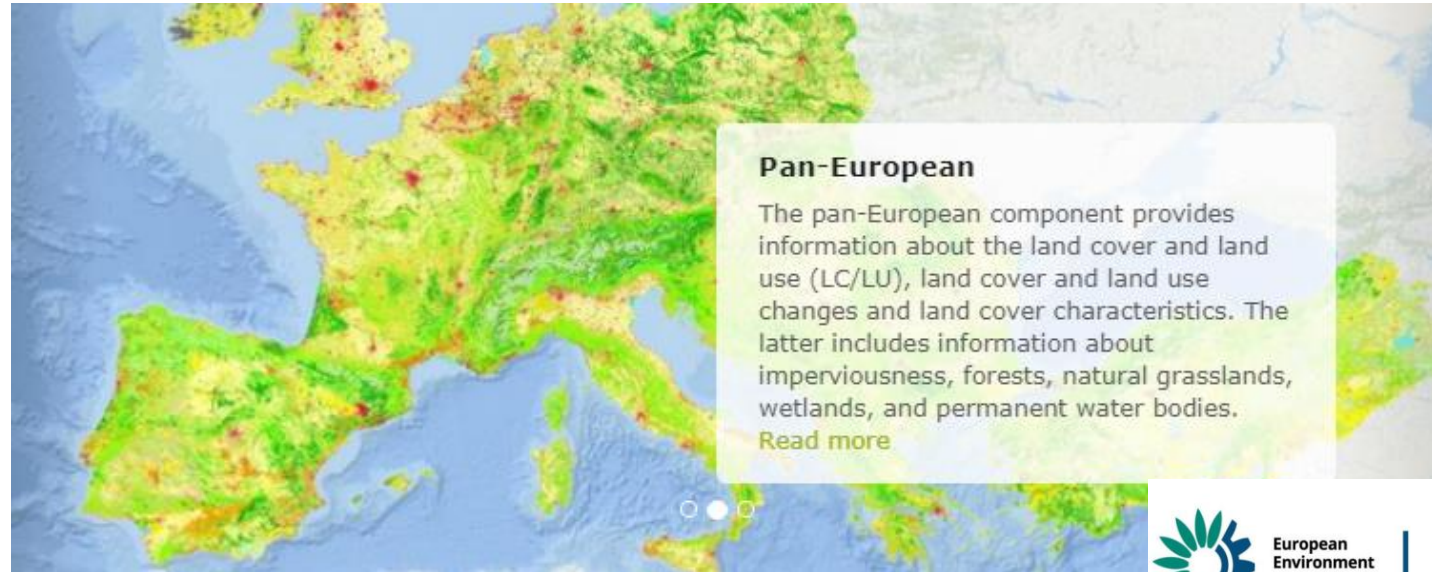 Pan-European
The pan-European component provides
information about the land cover and land
use (LC/LU), land cover and land use
changes and land cover characteristics. The
latter includes information about
imperviousness, forests, natural grasslands,
wetlands, and permanent water bodies.
Read more
European
Environment